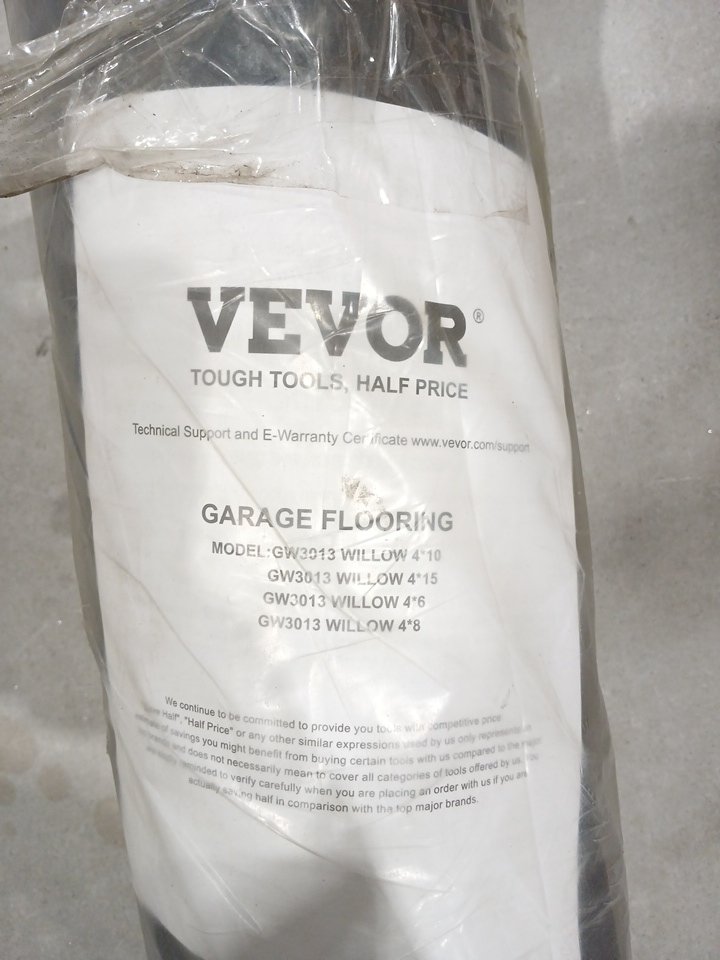 VEVOR®
TOUGH TOOLS, HALF PRICE
Technical Support and E-Warranty Certificate www.vevor.com/support
GARAGE FLOORING
MODEL:GW3013 WILLOW 4*10
GW3013 WILLOW 4*15
GW3013 WILLOW 4*6
GW3013 WILLOW 4*8
We continue to be committed to provide you tools with competitive price
Half", "Half Price" or any other similar expressions used by us only represents
of savings you might benefit from buying certain tools with us compared to the major
and does not necessarily mean to cover all categories of tools offered by us. You
reminded to verify carefully when you are placing an order with us if you are
actually saving half in comparison with the top major brands.